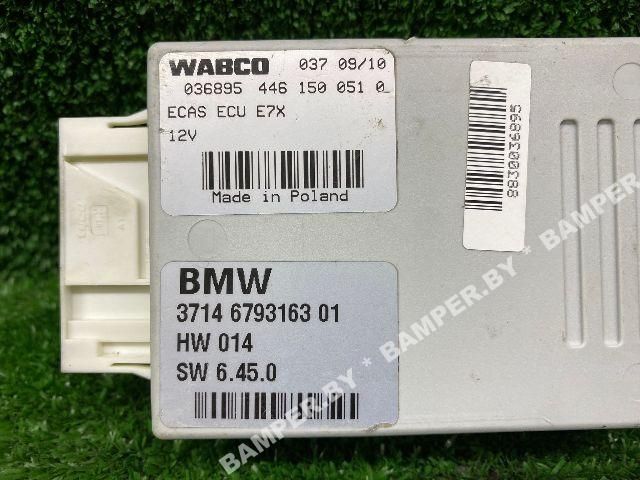 WABCO 037 09/10
036895 446 150 051 0
ECAS ECU E7X
12V
Made in Poland
8830036895
BMW
3714 6793163 01
HW 014
SW 6.45.0
BAMPER.BY * BAMPER.BY * BAMPER.BY